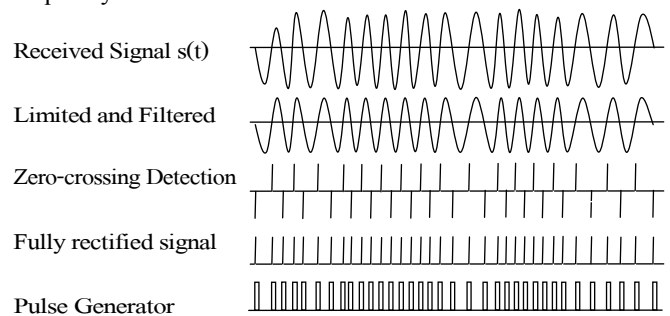 Received Signal s(t)
Limited and Filtered
Zero-crossing Detection
Fully rectified signal
Pulse Generator